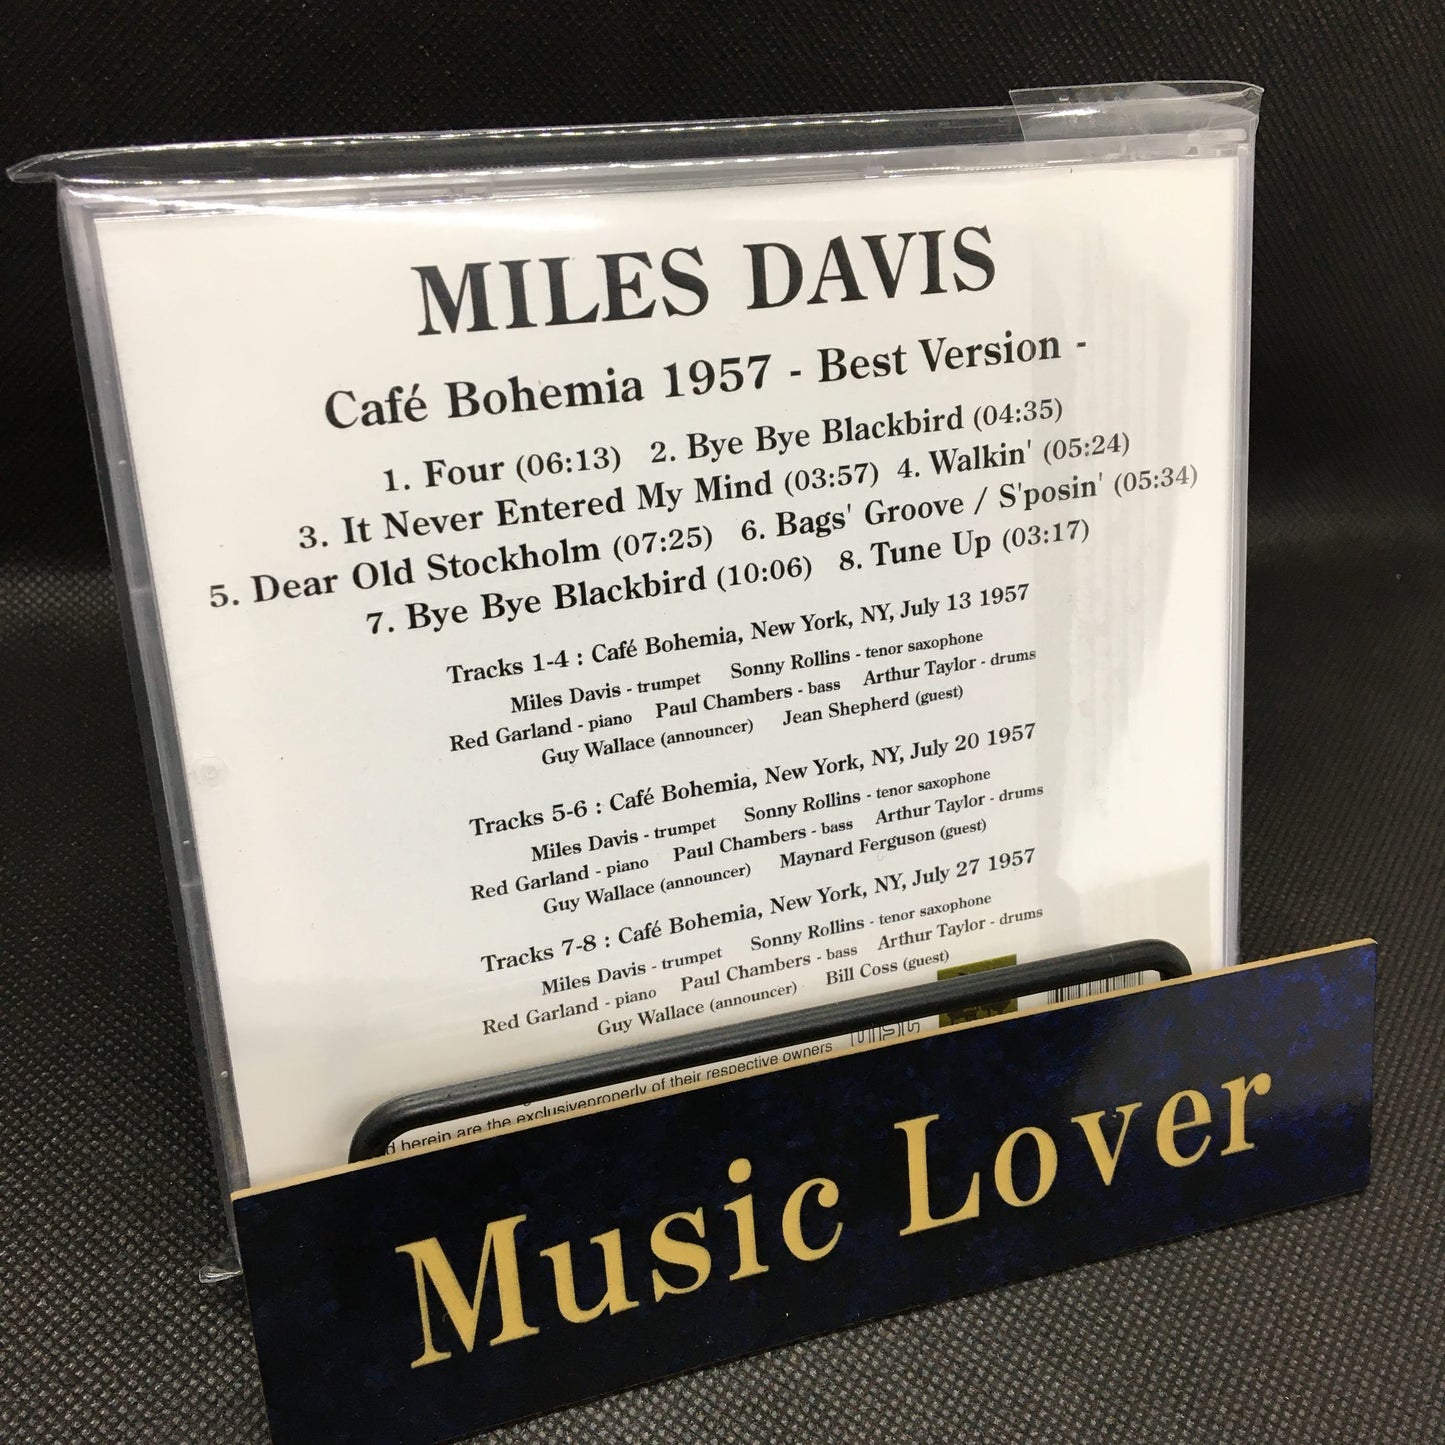 MILES DAVIS
Café Bohemia 1957 - Best Version -
1. Four (06:13) 2. Bye Bye Blackbird (04:35)
3. It Never Entered My Mind (03:57) 4. Walkin' (05:24)
5. Dear Old Stockholm (07:25) 6. Bags' Groove / S'posin' (05:34)
7. Bye Bye Blackbird (10:06) 8. Tune Up (03:17)
Tracks 1-4 : Café Bohemia, New York, NY, July 13 1957
Miles Davis - trumpet Sonny Rollins - tenor saxophone
Red Garland - piano Paul Chambers - bass Arthur Taylor - drums
Guy Wallace (announcer) Jean Shepherd (guest)
Tracks 5-6 : Café Bohemia, New York, NY, July 20 1957
Miles Davis - trumpet Sonny Rollins - tenor saxophone
Red Garland - piano Paul Chambers - bass Arthur Taylor - drums
Guy Wallace (announcer) Maynard Ferguson (guest)
Tracks 7-8 : Café Bohemia, New York, NY, July 27 1957
Miles Davis - trumpet Sonny Rollins - tenor saxophone
Red Garland - piano Paul Chambers - bass Arthur Taylor - drums
Guy Wallace (announcer) Bill Coss (guest)
herein are the exclusiveproperly of their respective owners
Music Lover